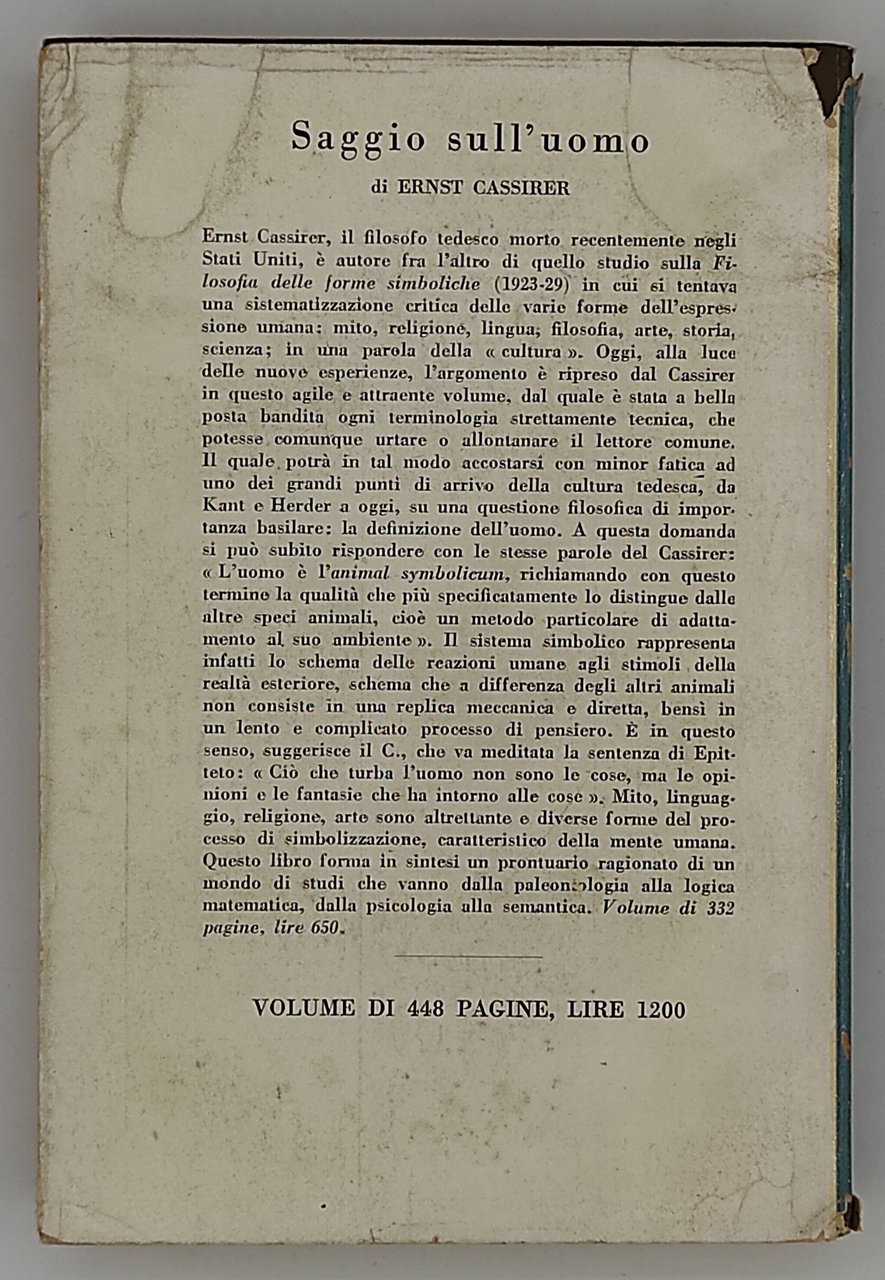 Saggio sull'uomo
di ERNST CASSIRER
Ernst Cassirer, il filosofo tedesco morto recentemente negli
Stati Uniti, è autore fra l'altro di quello studio sulla Fi-
losofia delle forme simboliche (1923-29) in cui si tentava
una sistematizzazione critica delle varie forme dell'espres-
sione umana: mito, religione, lingua, filosofia, arte, storia,
scienza; in una parola della « cultura ». Oggi, alla luce
delle nuove esperienze, l'argomento è ripreso dal Cassirer
in questo agile e attraente volume, dal quale è stata a bella
posta bandita ogni terminologia strettamente tecnica, che
potesse comunque urtare o allontanare il lettore comune.
Il quale potrà in tal modo accostarsi con minor fatica ad
uno dei grandi punti di arrivo della cultura tedesca, da
Kant e Herder a oggi, su una questione filosofica di impor-
tanza basilare: la definizione dell'uomo. A questa domanda
si può subito rispondere con le stesse parole del Cassirer:
« L'uomo è l'animal symbolicum, richiamando con questo
termine la qualità che più specificatamente lo distingue dalle
altre speci animali, cioè un metodo particolare di adatta-
mento al suo ambiente ». Il sistema simbolico rappresenta
infatti lo schema delle reazioni umane agli stimoli della
realtà esteriore, schema che a differenza degli altri animali
non consiste in una replica meccanica e diretta, bensì in
un lento e complicato processo di pensiero. È in questo
senso, suggerisce il C., che va meditata la sentenza di Epit-
teto: « Ciò che turba l'uomo non sono le cose, ma le opi-
nioni e le fantasie che ha intorno alle cose ». Mito, linguag-
gio, religione, arte sono altrettante e diverse forme del pro-
cesso di simbolizzazione, caratteristico della mente umana.
Questo libro forma in sintesi un prontuario ragionato di un
mondo di studi che vanno dalla paleontologia alla logica
matematica, dalla psicologia alla semantica. Volume di 332
pagine, lire 650.
VOLUME DI 448 PAGINE, LIRE 1200